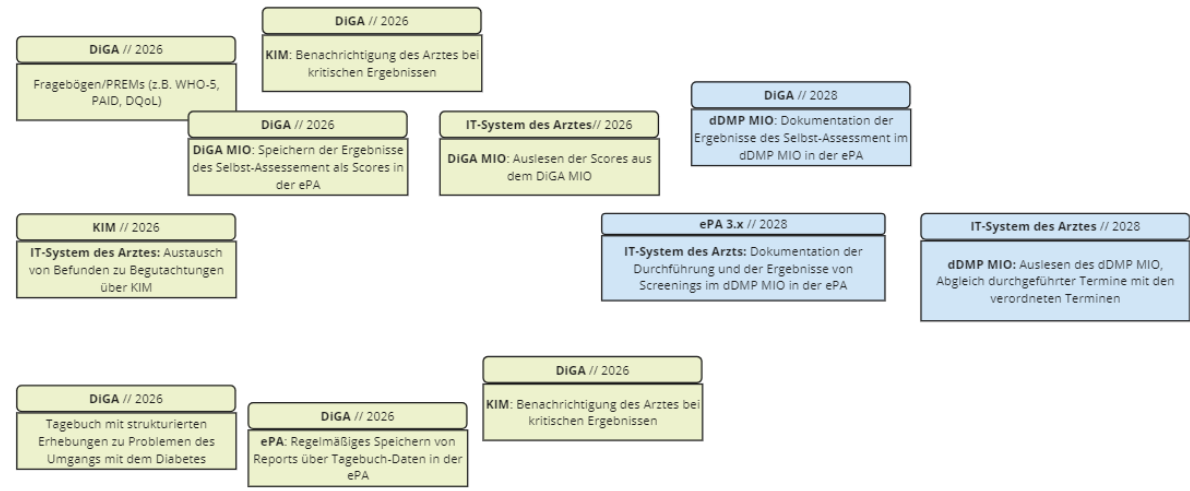 DiGA // 2026
Fragebögen/PREMs (z.B. WHO-5,
PAID, DQoL)
DiGA // 2026
KIM: Benachrichtigung des Arztes bei
kritischen Ergebnissen
DiGA // 2026
DiGA MIO: Speichern der Ergebnisse
des Selbst-Assessement als Scores in
der ePA
IT-System des Arztes// 2026
DiGA MIO: Auslesen der Scores aus
dem DiGA MIO
DiGA // 2028
dDMP MIO: Dokumentation der
Ergebnisse des Selbst-Assessment im
dDMP MIO in der ePA
KIM // 2026
IT-System des Arztes: Austausch
von Befunden zu Begutachtungen
über KIM
ePA 3.x // 2028
IT-System des Arzts: Dokumentation der
Durchführung und der Ergebnisse von
Screenings im dDMP MIO in der ePA
IT-System des Arztes // 2028
dDMP MIO: Auslesen des dDMP MIO,
Abgleich durchgeführter Termine mit den
verordneten Terminen
DiGA // 2026
Tagebuch mit strukturierten
Erhebungen zu Problemen des
Umgangs mit dem Diabetes
DiGA // 2026
ePA: Regelmäßiges Speichern von
Reports über Tagebuch-Daten in der
ePA
DiGA // 2026
KIM: Benachrichtigung des Arztes bei
kritischen Ergebnissen